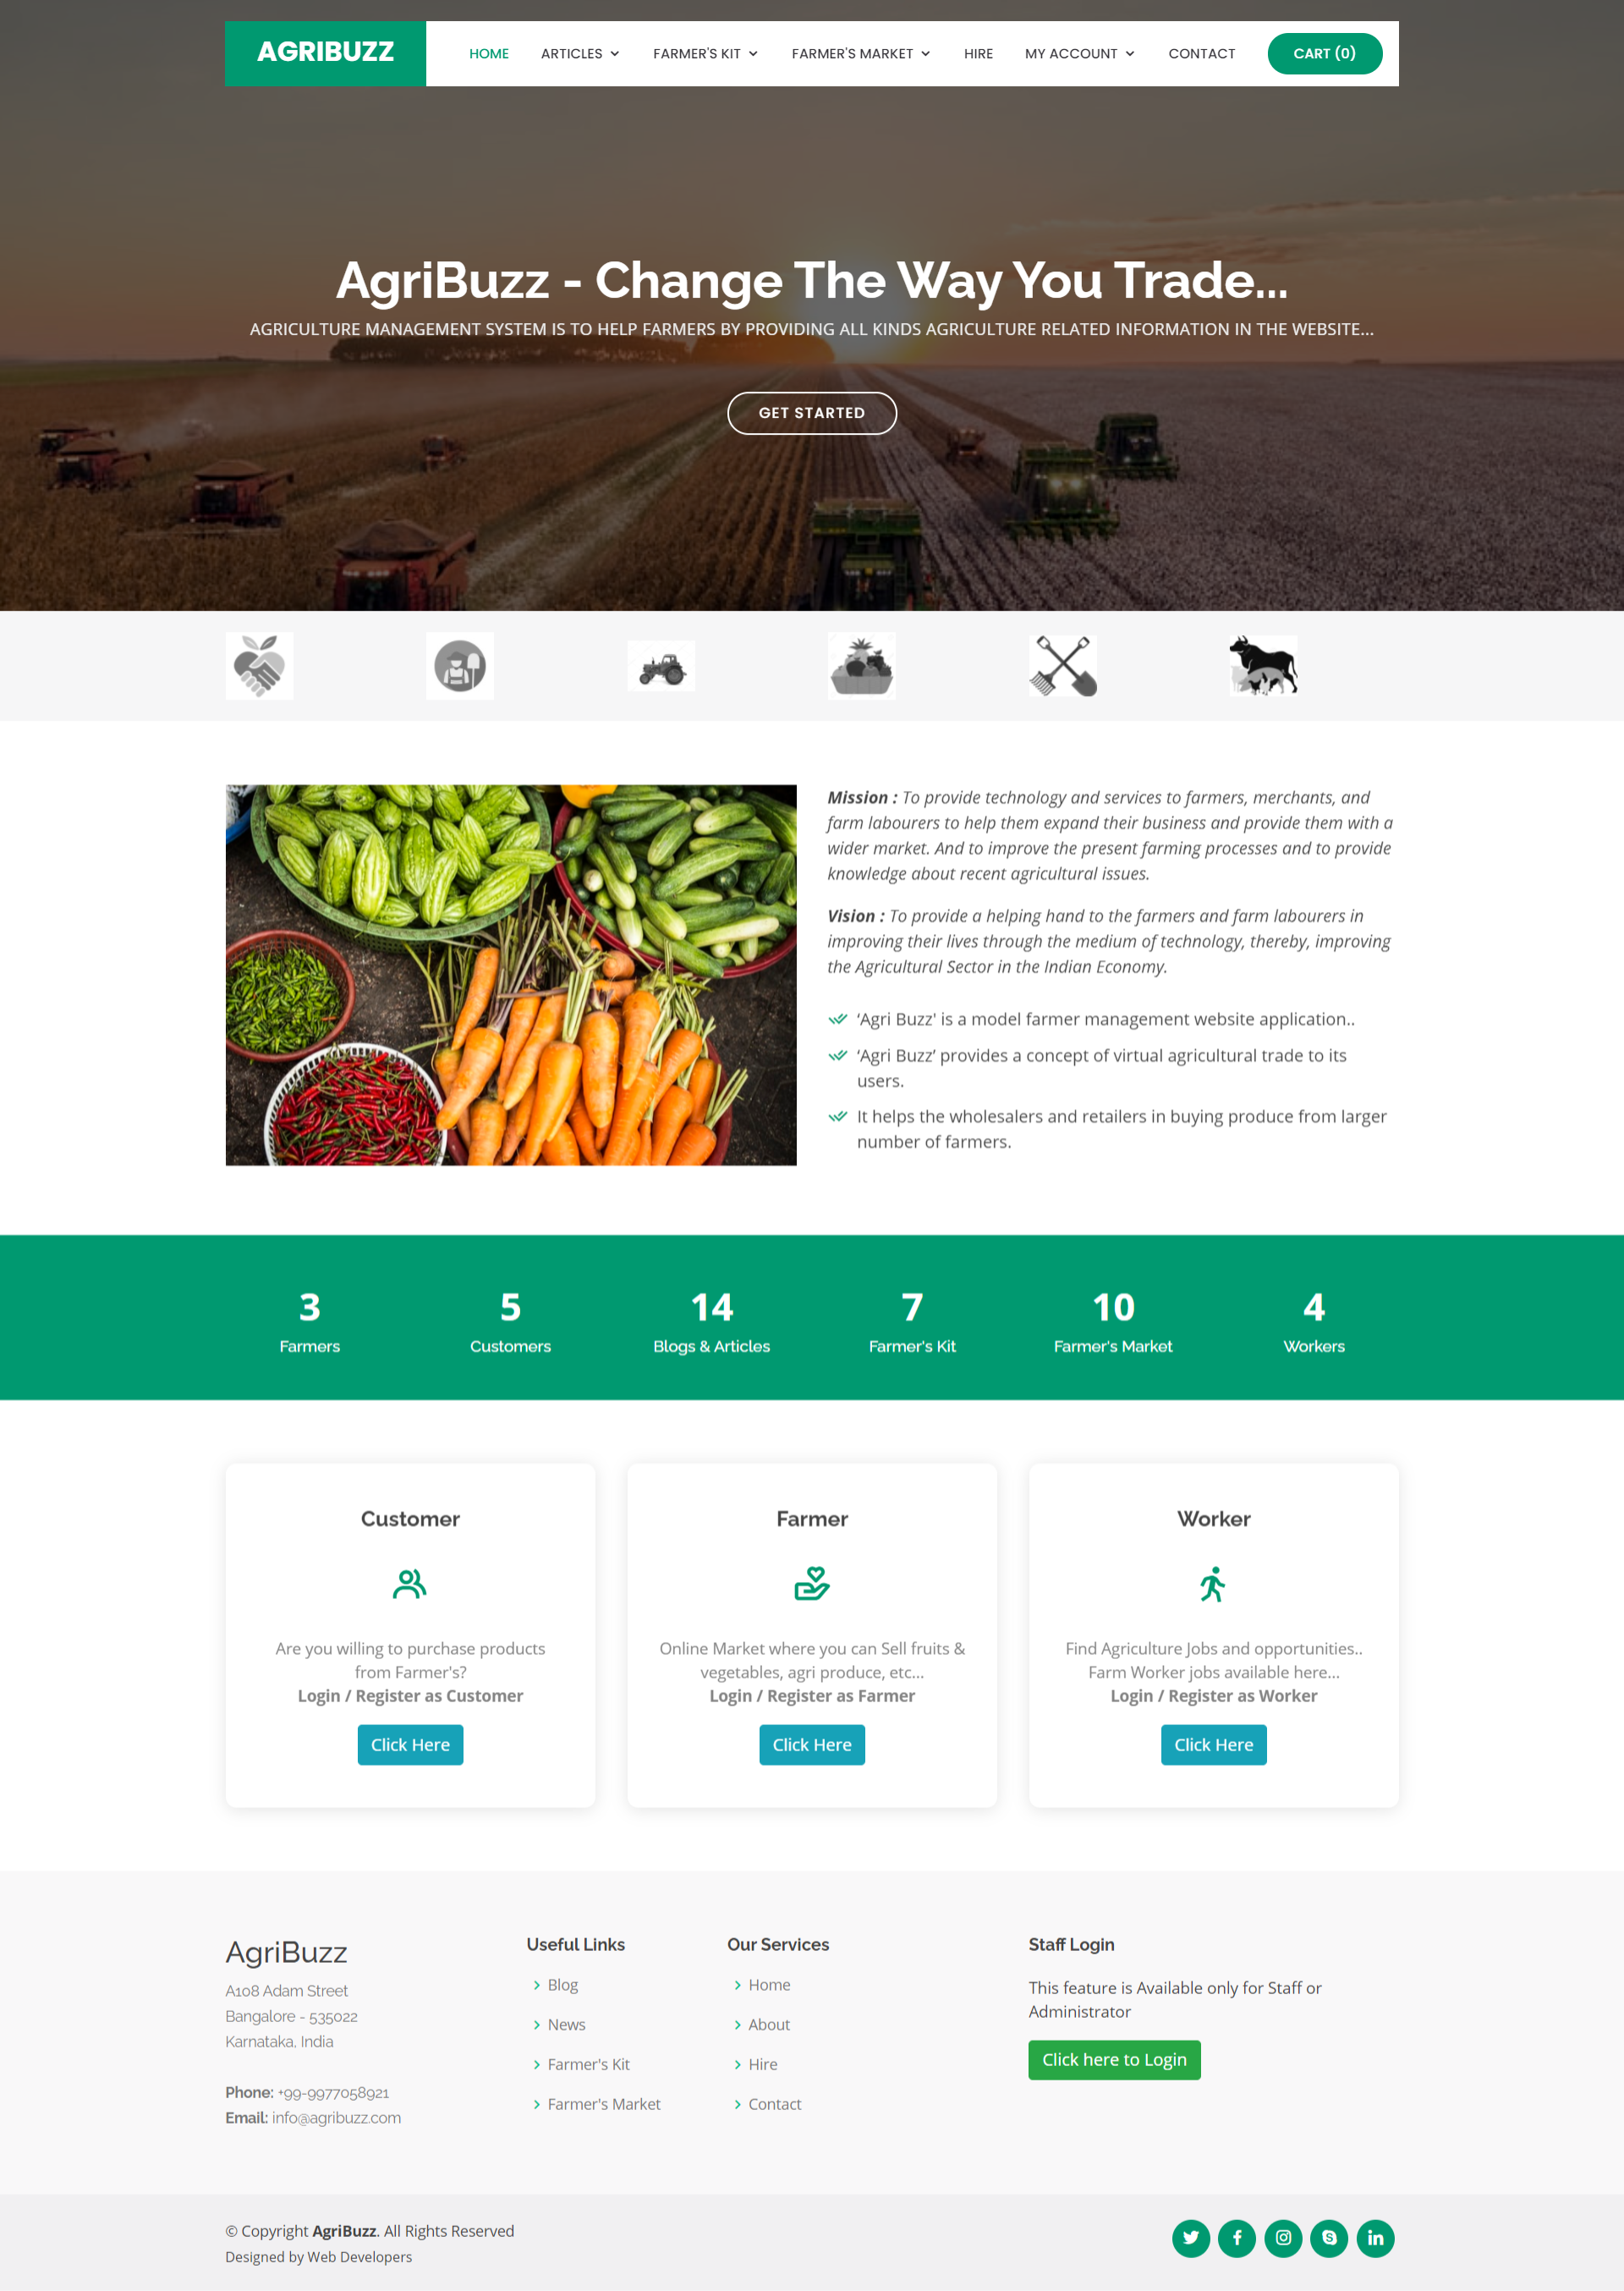 AGRIBUZZ
HOME ARTICLES FARMER'S KIT FARMER'S MARKET HIRE MY ACCOUNT CONTACT CART (0)
AgriBuzz - Change The Way You Trade...
AGRICULTURE MANAGEMENT SYSTEM IS TO HELP FARMERS BY PROVIDING ALL KINDS AGRICULTURE RELATED INFORMATION IN THE WEBSITE...
GET STARTED
Mission : To provide technology and services to farmers, merchants, and
farm labourers to help them expand their business and provide them with a
wider market. And to improve the present farming processes and to provide
knowledge about recent agricultural issues.
Vision : To provide a helping hand to the farmers and farm labourers in
improving their lives through the medium of technology, thereby, improving
the Agricultural Sector in the Indian Economy.
‘Agri Buzz' is a model farmer management website application..
‘Agri Buzz’ provides a concept of virtual agricultural trade to its
users.
It helps the wholesalers and retailers in buying produce from larger
number of farmers.
3 5 14 7 10 4
Farmers Customers Blogs & Articles Farmer's Kit Farmer's Market Workers
Customer
Are you willing to purchase products
from Farmer's?
Login / Register as Customer
Click Here
Farmer
Online Market where you can Sell fruits &
vegetables, agri produce, etc...
Login / Register as Farmer
Click Here
Worker
Find Agriculture Jobs and opportunities..
Farm Worker jobs available here...
Login / Register as Worker
Click Here
AgriBuzz
A108 Adam Street
Bangalore - 535022
Karnataka, India
Phone: +99-9977058921
Email: info@agribuzz.com
Useful Links
Blog
News
Farmer's Kit
Farmer's Market
Our Services
Home
About
Hire
Contact
Staff Login
This feature is Available only for Staff or
Administrator
Click here to Login
© Copyright AgriBuzz. All Rights Reserved
Designed by Web Developers